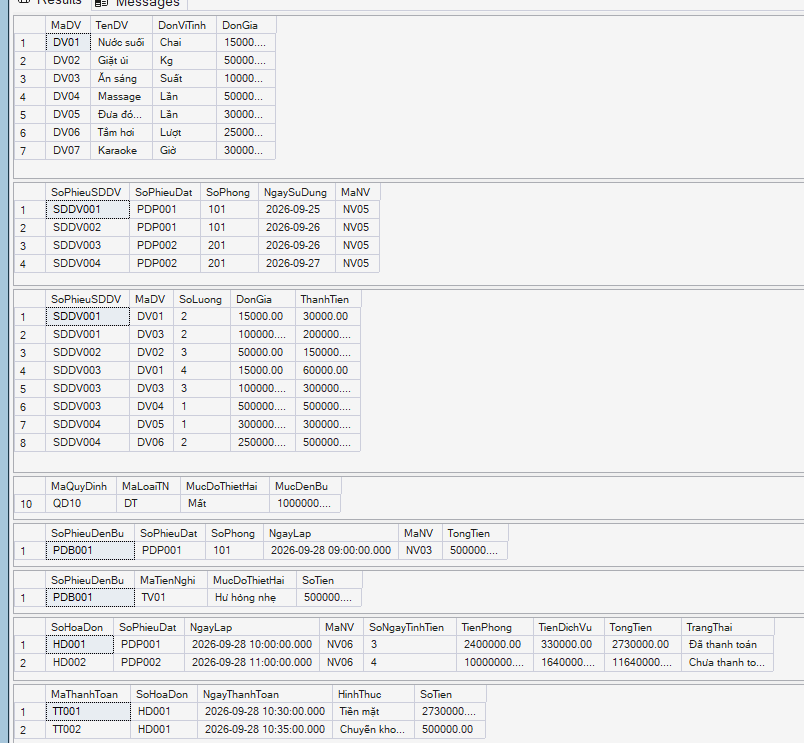 Results Messages
MaDV TenDV DonViTinh DonGia
1 DV01 Nước suối Chai 15000....
2 DV02 Giặt ủi Kg 50000....
3 DV03 Ăn sáng Suất 10000...
4 DV04 Massage Lần 50000...
5 DV05 Đưa đó... Lần 30000...
6 DV06 Tắm hơi Lượt 25000...
7 DV07 Karaoke Giờ 30000...
SoPhieuSDDV SoPhieuDat SoPhong NgaySuDung MaNV
1 SDDV001 PDP001 101 2026-09-25 NV05
2 SDDV002 PDP001 101 2026-09-26 NV05
3 SDDV003 PDP002 201 2026-09-26 NV05
4 SDDV004 PDP002 201 2026-09-27 NV05
SoPhieuSDDV MaDV SoLuong DonGia ThanhTien
1 SDDV001 DV01 2 15000.00 30000.00
2 SDDV001 DV03 2 100000.... 200000....
3 SDDV002 DV02 3 50000.00 150000....
4 SDDV003 DV01 4 15000.00 60000.00
5 SDDV003 DV03 3 100000.... 300000....
6 SDDV003 DV04 1 500000.... 500000....
7 SDDV004 DV05 1 300000.... 300000....
8 SDDV004 DV06 2 250000.... 500000....
MaQuyDinh MaLoaiTN MucDoThietHai MucDenBu
10 QD10 DT Mất 1000000....
SoPhieuDenBu SoPhieuDat SoPhong NgayLap MaNV TongTien
1 PDB001 PDP001 101 2026-09-28 09:00:00.000 NV03 500000....
SoPhieuDenBu MaTienNghi MucDoThietHai SoTien
1 PDB001 TV01 Hư hỏng nhẹ 500000....
SoHoaDon SoPhieuDat NgayLap MaNV SoNgayTinhTien TienPhong TienDichVu TongTien TrangThai
1 HD001 PDP001 2026-09-28 10:00:00.000 NV06 3 2400000.... 330000.00 2730000.00 Đã thanh toán
2 HD002 PDP002 2026-09-28 11:00:00.000 NV06 4 10000000.... 1640000.... 11640000.... Chưa thanh to...
MaThanhToan SoHoaDon NgayThanhToan HinhThuc SoTien
1 TT001 HD001 2026-09-28 10:30:00.000 Tiền mặt 2730000....
2 TT002 HD001 2026-09-28 10:35:00.000 Chuyển kho... 500000.00